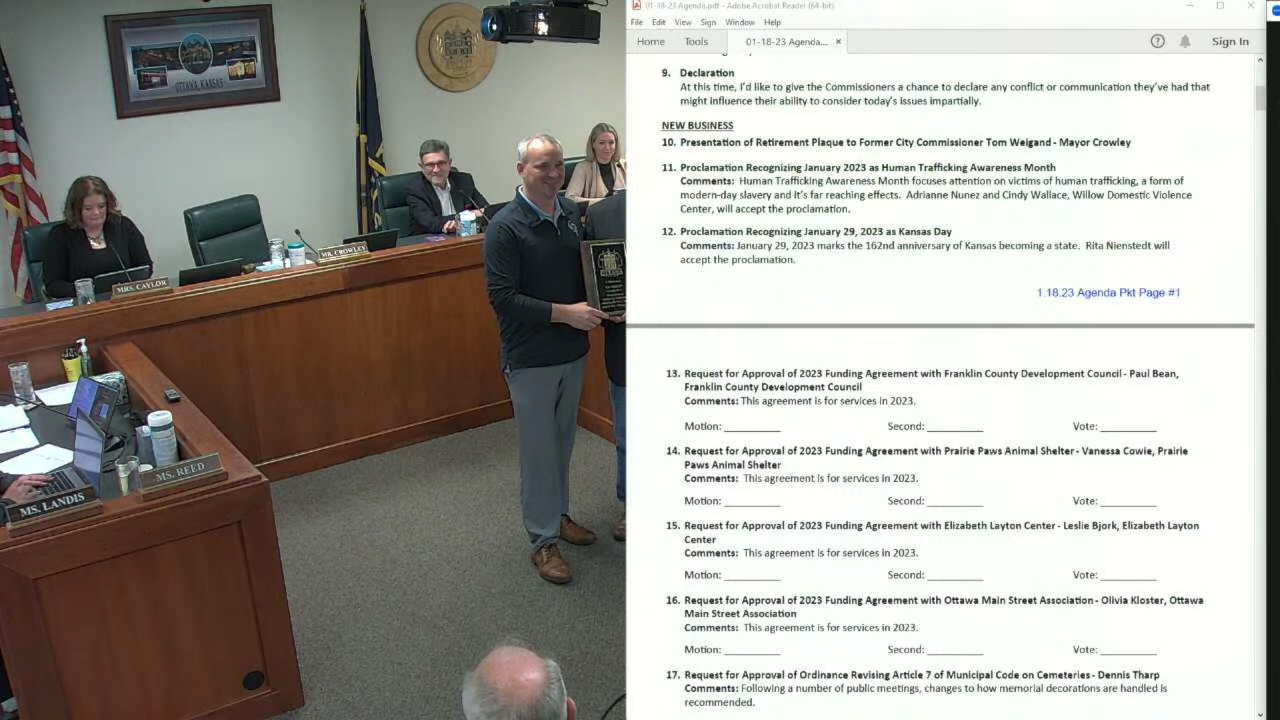 OTTAWA, KANSAS
MRS. CAYLOR
MR. CROWLEY
MS. LANDIS
MS. REED
01-18-23 Agenda.pdf - Adobe Acrobat Reader (64-bit)
File Edit View Sign Window Help
Home Tools 01-18-23 Agenda... × Sign In
9. Declaration
At this time, I'd like to give the Commissioners a chance to declare any conflict or communication they've had that
might influence their ability to consider today's issues impartially.
NEW BUSINESS
10. Presentation of Retirement Plaque to Former City Commissioner Tom Weigand - Mayor Crowley
11. Proclamation Recognizing January 2023 as Human Trafficking Awareness Month
Comments: Human Trafficking Awareness Month focuses attention on victims of human trafficking, a form of
modern-day slavery and it's far reaching effects. Adrianne Nunez and Cindy Wallace, Willow Domestic Violence
Center, will accept the proclamation.
12. Proclamation Recognizing January 29, 2023 as Kansas Day
Comments: January 29, 2023 marks the 162nd anniversary of Kansas becoming a state. Rita Nienstedt will
accept the proclamation.
1.18.23 Agenda Pkt Page #1
13. Request for Approval of 2023 Funding Agreement with Franklin County Development Council - Paul Bean,
Franklin County Development Council
Comments: This agreement is for services in 2023.
Motion: __________ Second: __________ Vote: __________
14. Request for Approval of 2023 Funding Agreement with Prairie Paws Animal Shelter - Vanessa Cowie, Prairie
Paws Animal Shelter
Comments: This agreement is for services in 2023.
Motion: __________ Second: __________ Vote: __________
15. Request for Approval of 2023 Funding Agreement with Elizabeth Layton Center - Leslie Bjork, Elizabeth Layton
Center
Comments: This agreement is for services in 2023.
Motion: __________ Second: __________ Vote: __________
16. Request for Approval of 2023 Funding Agreement with Ottawa Main Street Association - Olivia Kloster, Ottawa
Main Street Association
Comments: This agreement is for services in 2023.
Motion: __________ Second: __________ Vote: __________
17. Request for Approval of Ordinance Revising Article 7 of Municipal Code on Cemeteries - Dennis Tharp
Comments: Following a number of public meetings, changes to how memorial decorations are handled is
recommended.